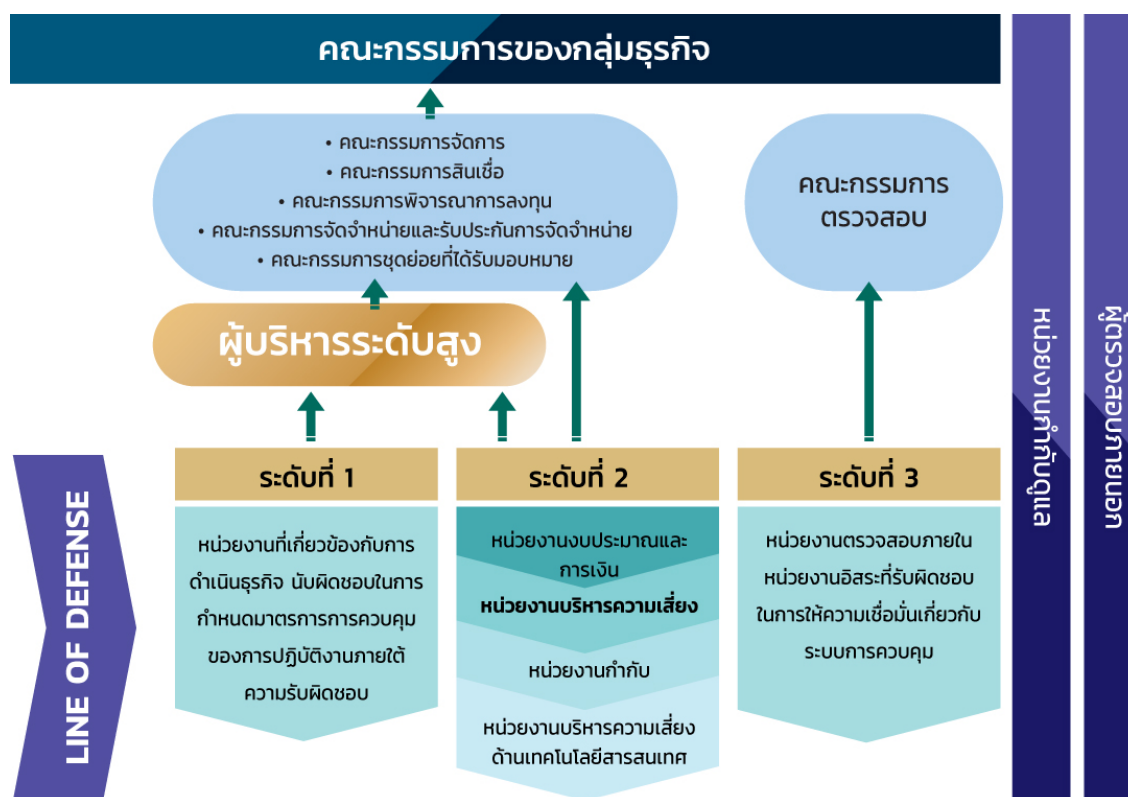 คณะกรรมการของกลุ่มธุรกิจ
• คณะกรรมการจัดการ
• คณะกรรมการสินเชื่อ
• คณะกรรมการพิจารณาการลงทุน
• คณะกรรมการจัดจำหน่ายและรับประกันการจัดจำหน่าย
• คณะกรรมการชุดย่อยที่ได้รับมอบหมาย
คณะกรรมการ
ตรวจสอบ
ผู้บริหารระดับสูง
LINE OF DEFENSE
ระดับที่ 1
หน่วยงานที่เกี่ยวข้องกับการ
ดำเนินธุรกิจ นับผิดชอบในการ
กำหนดมาตรการการควบคุม
ของการปฏิบัติงานภายใต้
ความรับผิดชอบ
ระดับที่ 2
หน่วยงานงบประมาณและ
การเงิน
หน่วยงานบริหารความเสี่ยง
หน่วยงานกำกับ
หน่วยงานบริหารความเสี่ยง
ด้านเทคโนโลยีสารสนเทศ
ระดับที่ 3
หน่วยงานตรวจสอบภายใน
หน่วยงานอิสระที่รับผิดชอบ
ในการให้ความเชื่อมั่นเกี่ยวกับ
ระบบการควบคุม
หน่วยงานกำกับดูแล
ผู้ตรวจสอบภายนอก